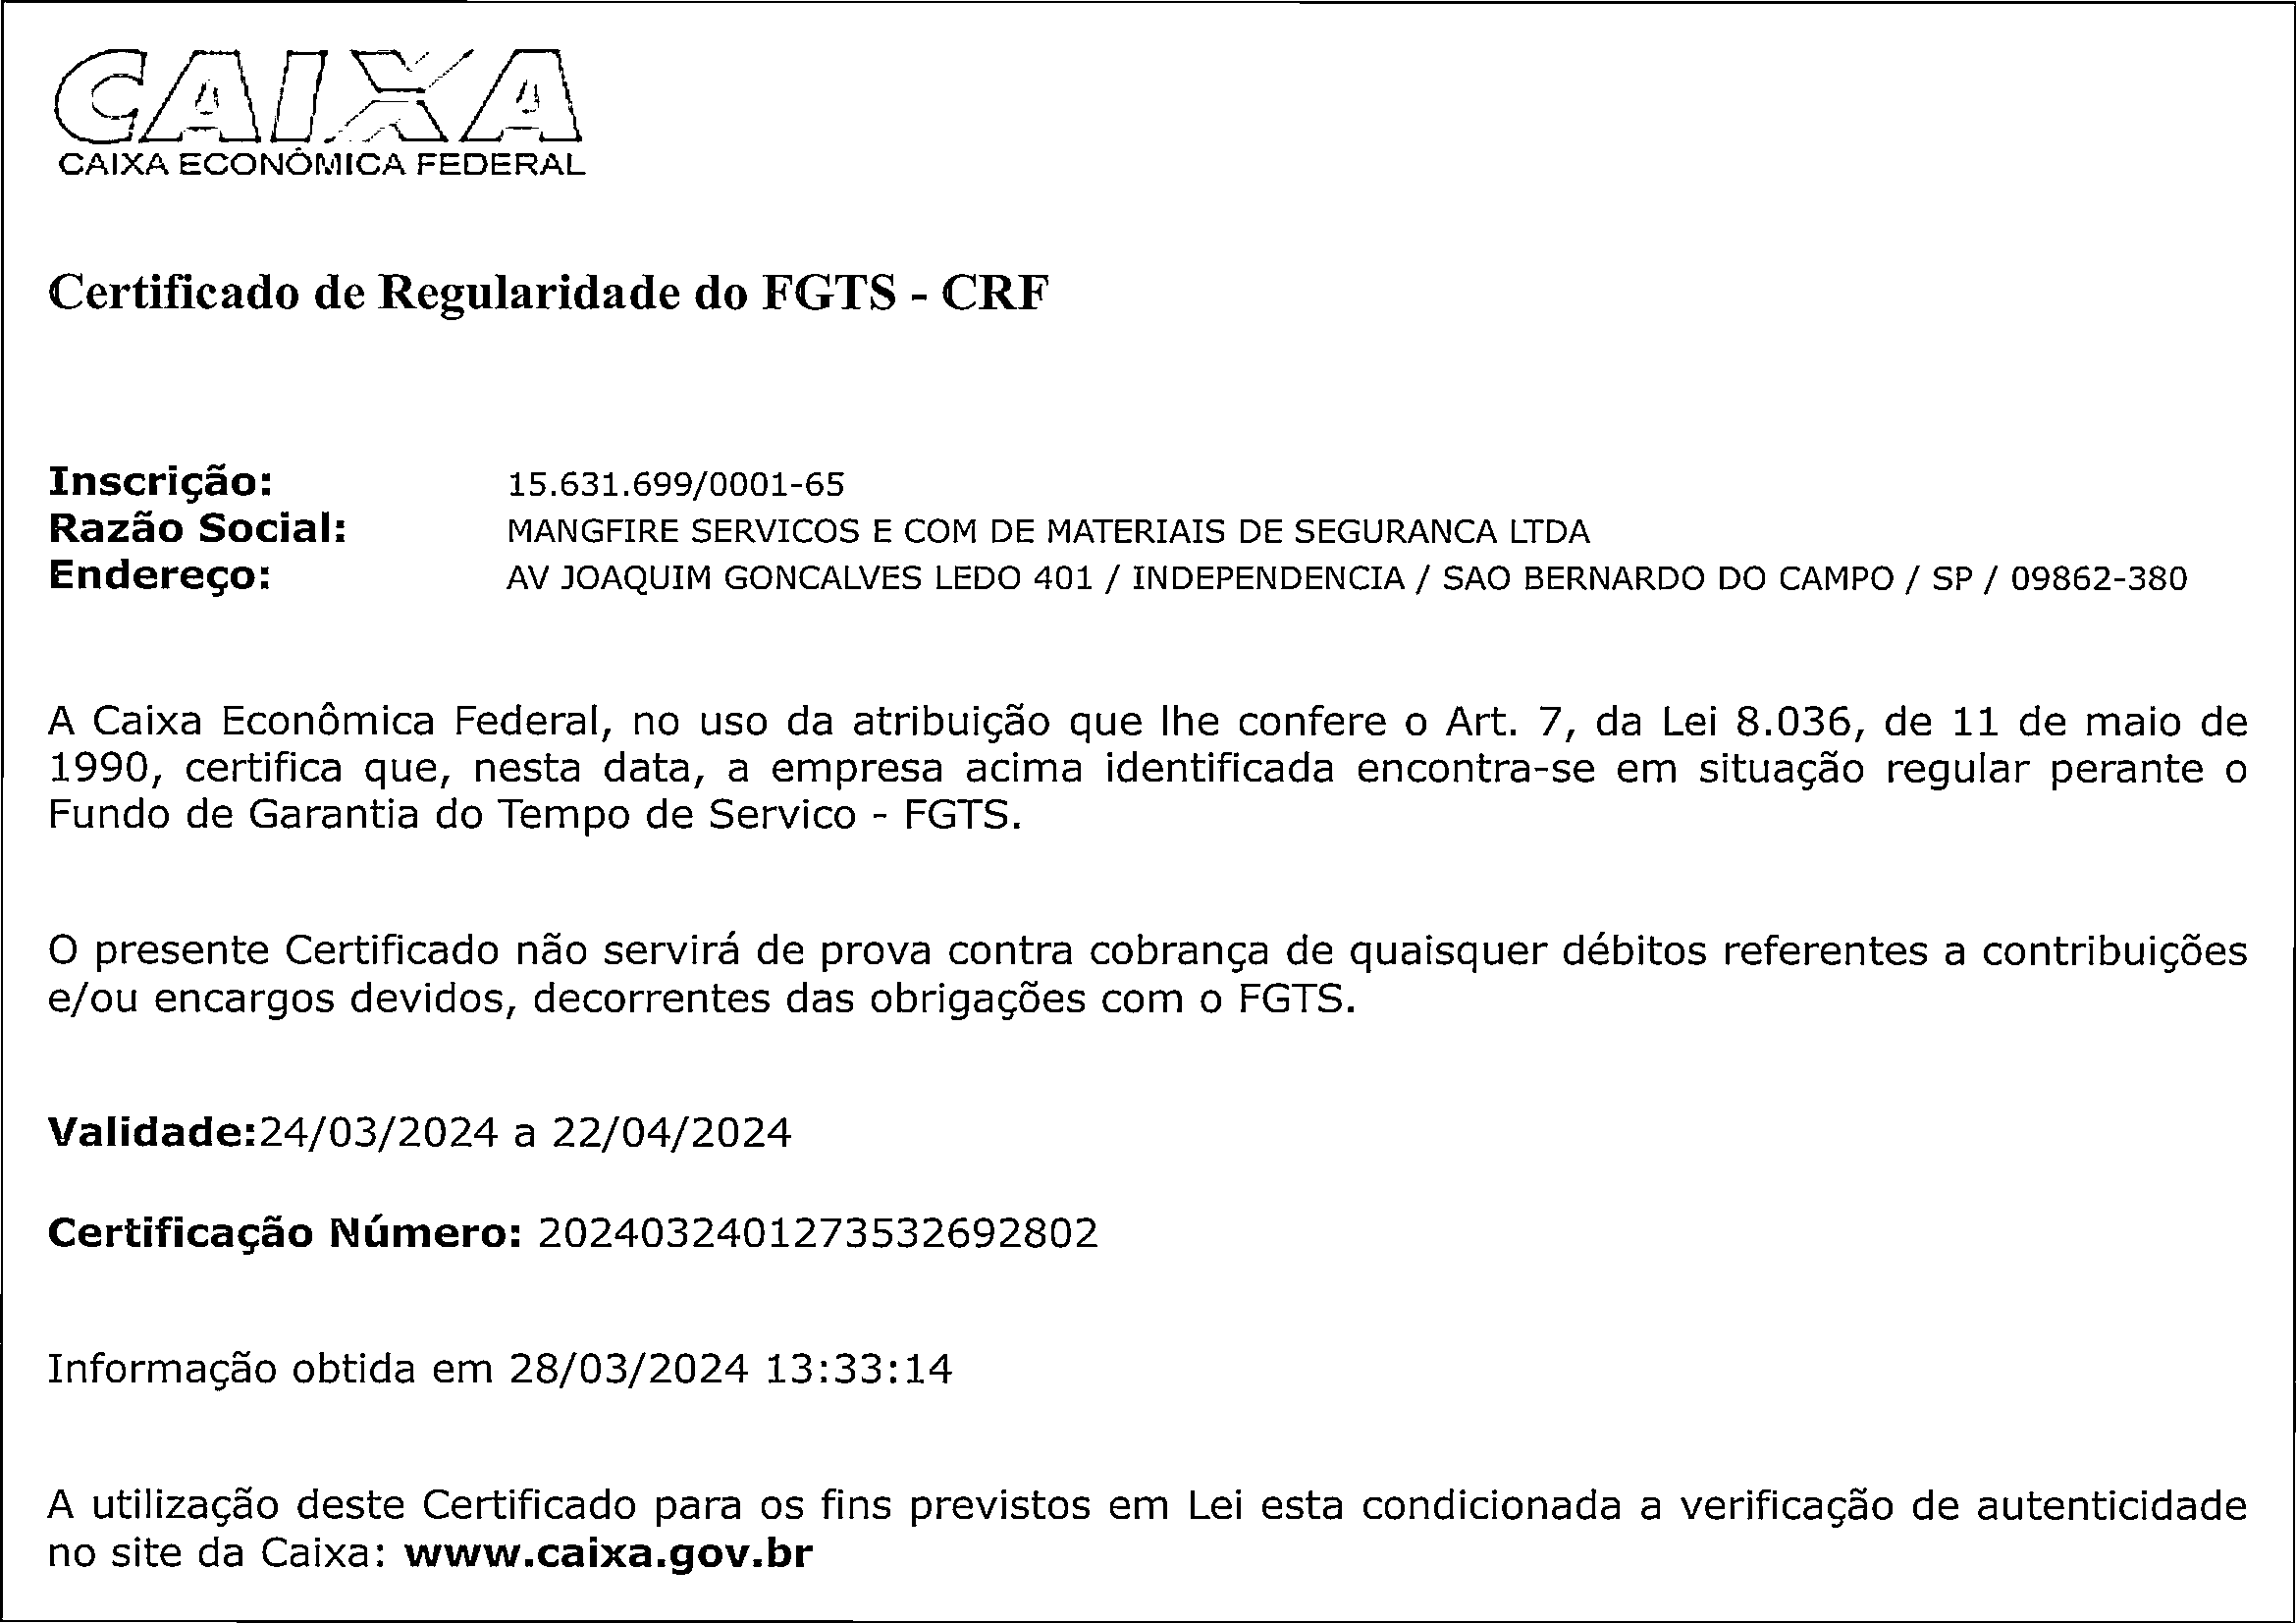 CAIXA
CAIXA ECONÔMICA FEDERAL
Certificado de Regularidade do FGTS - CRF
Inscrição: 15.631.699/0001-65
Razão Social: MANGFIRE SERVICOS E COM DE MATERIAIS DE SEGURANCA LTDA
Endereço: AV JOAQUIM GONCALVES LEDO 401 / INDEPENDENCIA / SAO BERNARDO DO CAMPO / SP / 09862-380
A Caixa Econômica Federal, no uso da atribuição que lhe confere o Art. 7, da Lei 8.036, de 11 de maio de
1990, certifica que, nesta data, a empresa acima identificada encontra-se em situação regular perante o
Fundo de Garantia do Tempo de Servico - FGTS.
O presente Certificado não servirá de prova contra cobrança de quaisquer débitos referentes a contribuições
e/ou encargos devidos, decorrentes das obrigações com o FGTS.
Validade:24/03/2024 a 22/04/2024
Certificação Número: 2024032401273532692802
Informação obtida em 28/03/2024 13:33:14
A utilização deste Certificado para os fins previstos em Lei esta condicionada a verificação de autenticidade
no site da Caixa: www.caixa.gov.br